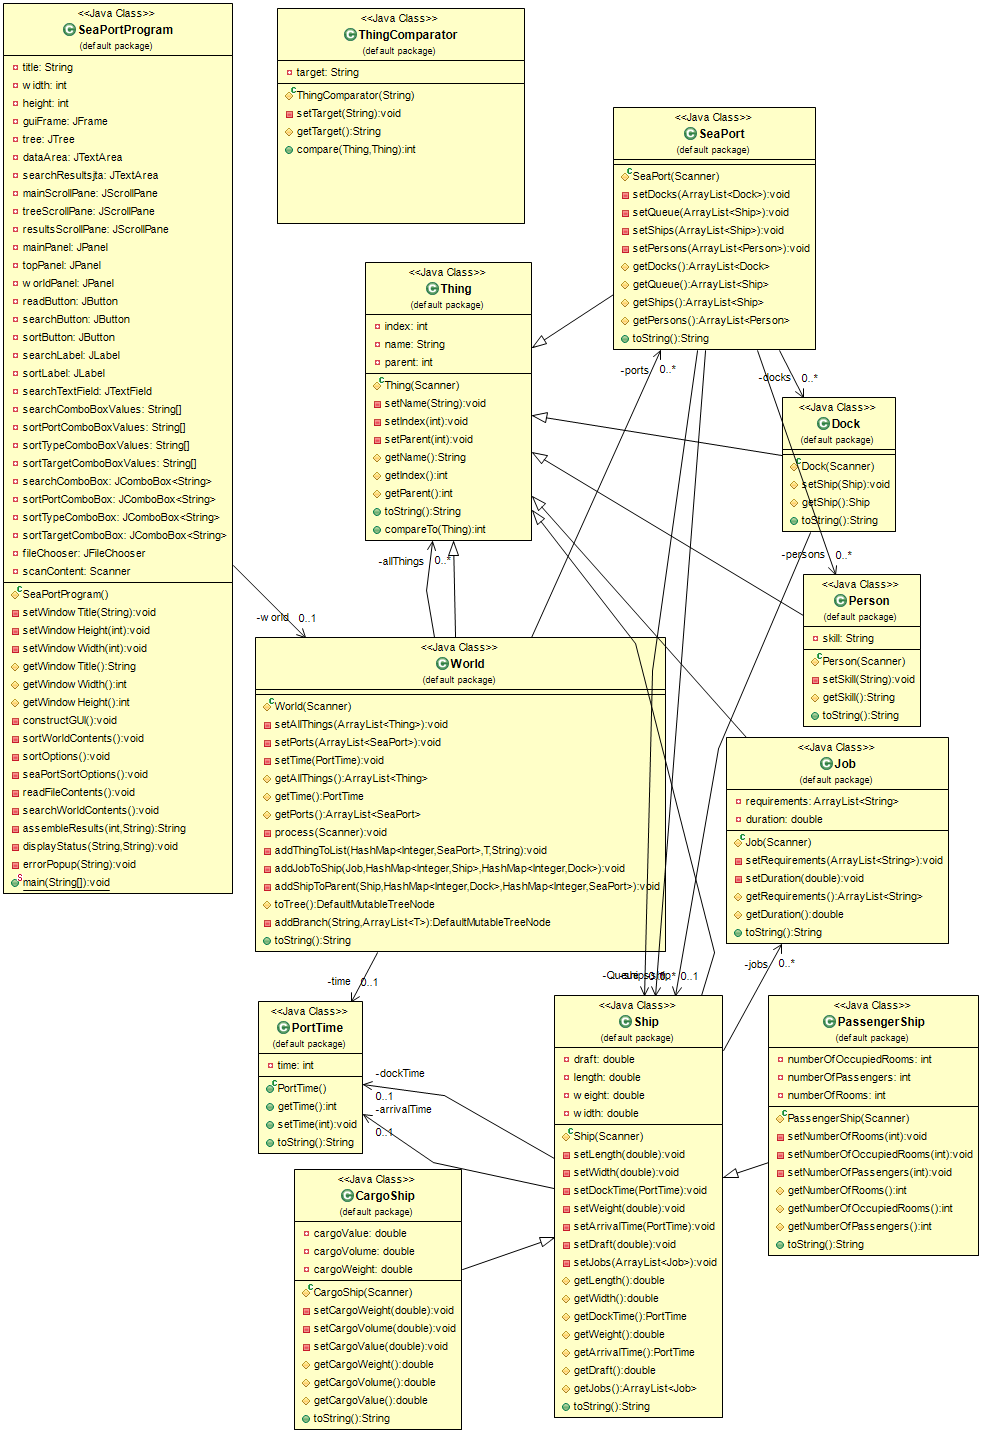 <<Java Class>>
SeaPortProgram
(default package)
title: String
width: int
height: int
guiFrame: JFrame
tree: JTree
dataArea: JTextArea
searchResultsjta: JTextArea
mainScrollPane: JScrollPane
treeScrollPane: JScrollPane
resultsScrollPane: JScrollPane
mainPanel: JPanel
topPanel: JPanel
worldPanel: JPanel
readButton: JButton
searchButton: JButton
sortButton: JButton
searchLabel: JLabel
sortLabel: JLabel
searchTextField: JTextField
searchComboBoxValues: String[]
sortPortComboBoxValues: String[]
sortTypeComboBoxValues: String[]
sortTargetComboBoxValues: String[]
searchComboBox: JComboBox<String>
sortPortComboBox: JComboBox<String>
sortTypeComboBox: JComboBox<String>
sortTargetComboBox: JComboBox<String>
fileChooser: JFileChooser
scanContent: Scanner
SeaPortProgram()
setWindowTitle(String):void
setWindowHeight(int):void
setWindowWidth(int):void
getWindowTitle():String
getWindowWidth():int
getWindowHeight():int
constructGUI():void
sortWorldContents():void
sortOptions():void
seaPortSortOptions():void
readFileContents():void
searchWorldContents():void
assembleResults(int,String):String
displayStatus(String,String):void
errorPopup(String):void
main(String[]):void
<<Java Class>>
ThingComparator
(default package)
target: String
ThingComparator(String)
setTarget(String):void
getTarget():String
compare(Thing,Thing):int
<<Java Class>>
SeaPort
(default package)
SeaPort(Scanner)
setDocks(ArrayList<Dock>):void
setQueue(ArrayList<Ship>):void
setShips(ArrayList<Ship>):void
setPersons(ArrayList<Person>):void
getDocks():ArrayList<Dock>
getQueue():ArrayList<Ship>
getShips():ArrayList<Ship>
getPersons():ArrayList<Person>
toString():String
<<Java Class>>
Thing
(default package)
index: int
name: String
parent: int
Thing(Scanner)
setName(String):void
setIndex(int):void
setParent(int):void
getName():String
getIndex():int
getParent():int
toString():String
compareTo(Thing):int
-ports 0..*
-docks 0..*
<<Java Class>>
Dock
(default package)
Dock(Scanner)
setShip(Ship):void
getShip():Ship
toString():String
-allThings 0..*
-persons 0..*
<<Java Class>>
Person
(default package)
skill: String
Person(Scanner)
setSkill(String):void
getSkill():String
toString():String
-world 0..1
<<Java Class>>
World
(default package)
World(Scanner)
setAllThings(ArrayList<Thing>):void
setPorts(ArrayList<SeaPort>):void
setTime(PortTime):void
getAllThings():ArrayList<Thing>
getTime():PortTime
getPorts():ArrayList<SeaPort>
process(Scanner):void
addThingToList(HashMap<Integer,SeaPort>,T,String):void
addJobToShip(Job,HashMap<Integer,Ship>,HashMap<Integer,Dock>):void
addShipToParent(Ship,HashMap<Integer,Dock>,HashMap<Integer,SeaPort>):void
toTree():DefaultMutableTreeNode
addBranch(String,ArrayList<T>):DefaultMutableTreeNode
toString():String
<<Java Class>>
Job
(default package)
requirements: ArrayList<String>
duration: double
Job(Scanner)
setRequirements(ArrayList<String>):void
setDuration(double):void
getRequirements():ArrayList<String>
getDuration():double
toString():String
-time 0..1
0..1
-jobs 0..*
<<Java Class>>
PortTime
(default package)
time: int
PortTime()
getTime():int
setTime(int):void
toString():String
-dockTime
0..1
-arrivalTime
0..1
<<Java Class>>
Ship
(default package)
draft: double
length: double
weight: double
width: double
Ship(Scanner)
setLength(double):void
setWidth(double):void
setDockTime(PortTime):void
setWeight(double):void
setArrivalTime(PortTime):void
setDraft(double):void
setJobs(ArrayList<Job>):void
getLength():double
getWidth():double
getDockTime():PortTime
getWeight():double
getArrivalTime():PortTime
getDraft():double
getJobs():ArrayList<Job>
toString():String
<<Java Class>>
PassengerShip
(default package)
numberOfOccupiedRooms: int
numberOfPassengers: int
numberOfRooms: int
PassengerShip(Scanner)
setNumberOfRooms(int):void
setNumberOfOccupiedRooms(int):void
setNumberOfPassengers(int):void
getNumberOfRooms():int
getNumberOfOccupiedRooms():int
getNumberOfPassengers():int
toString():String
<<Java Class>>
CargoShip
(default package)
cargoValue: double
cargoVolume: double
cargoWeight: double
CargoShip(Scanner)
setCargoWeight(double):void
setCargoVolume(double):void
setCargoValue(double):void
getCargoWeight():double
getCargoVolume():double
getCargoValue():double
toString():String